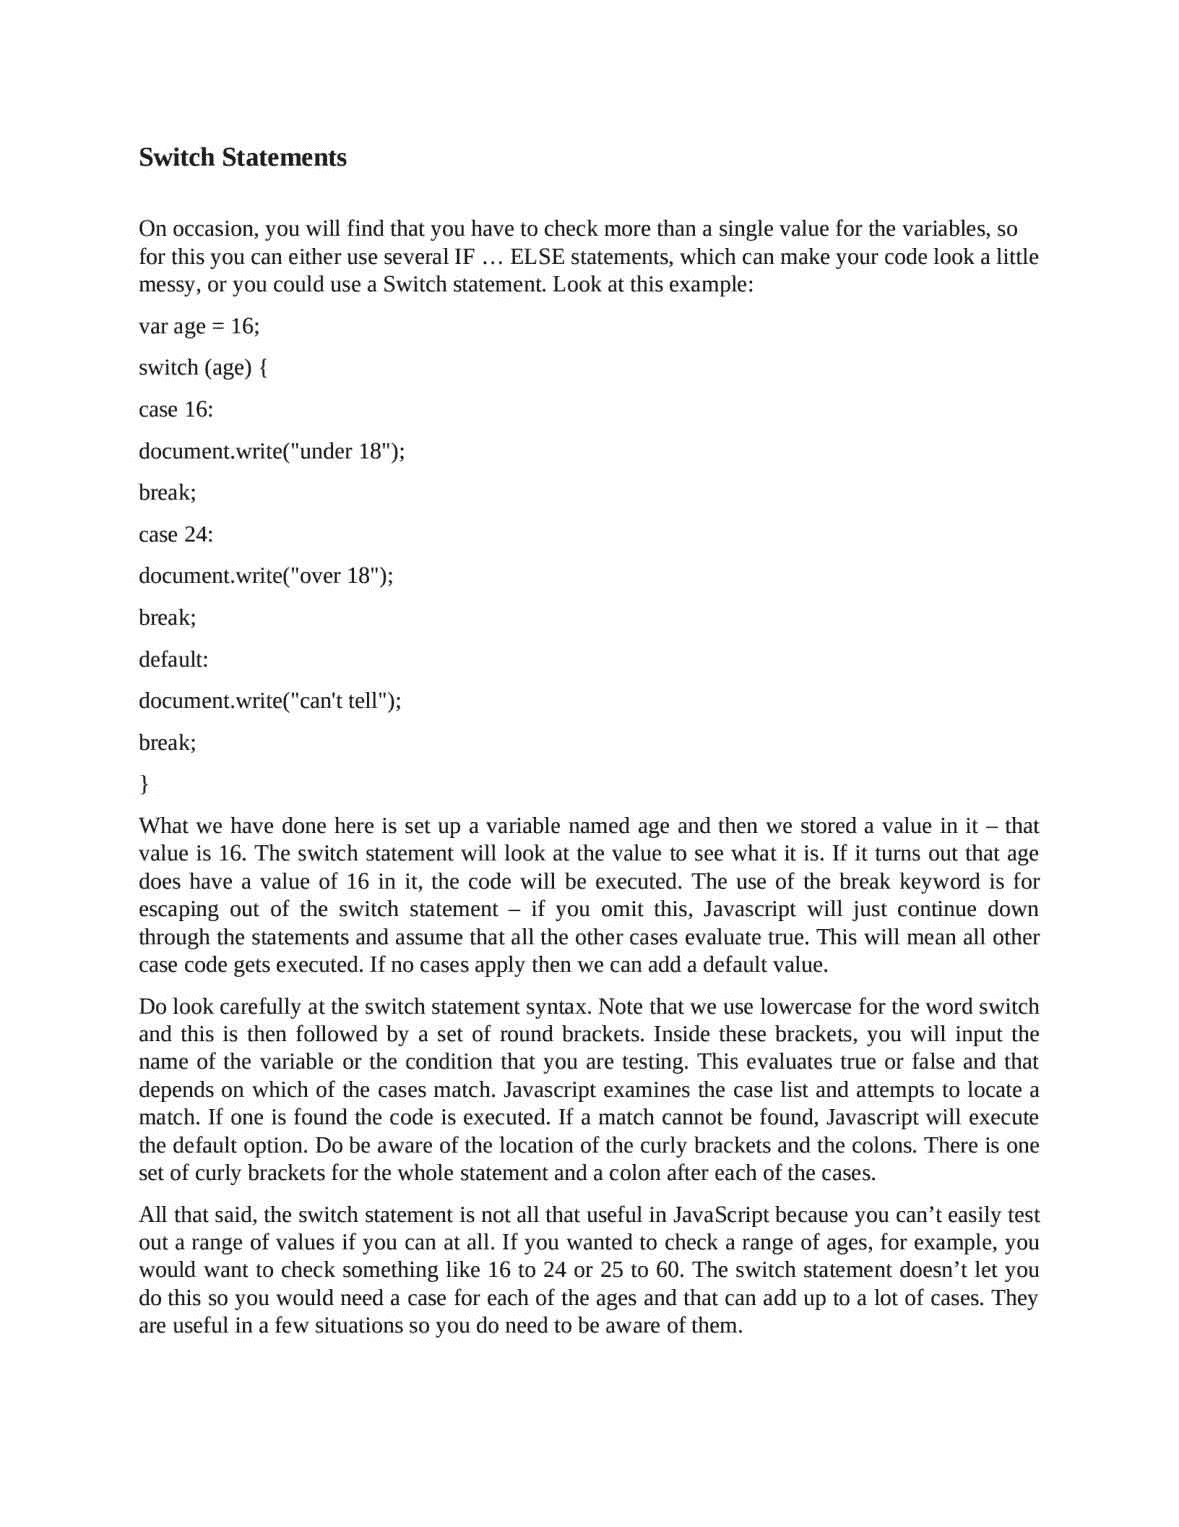 Switch Statements
On occasion, you will find that you have to check more than a single value for the variables, so
for this you can either use several IF … ELSE statements, which can make your code look a little
messy, or you could use a Switch statement. Look at this example:
var age = 16;
switch (age) {
case 16:
document.write("under 18");
break;
case 24:
document.write("over 18");
break;
default:
document.write("can't tell");
break;
}
What we have done here is set up a variable named age and then we stored a value in it – that
value is 16. The switch statement will look at the value to see what it is. If it turns out that age
does have a value of 16 in it, the code will be executed. The use of the break keyword is for
escaping out of the switch statement – if you omit this, Javascript will just continue down
through the statements and assume that all the other cases evaluate true. This will mean all other
case code gets executed. If no cases apply then we can add a default value.
Do look carefully at the switch statement syntax. Note that we use lowercase for the word switch
and this is then followed by a set of round brackets. Inside these brackets, you will input the
name of the variable or the condition that you are testing. This evaluates true or false and that
depends on which of the cases match. Javascript examines the case list and attempts to locate a
match. If one is found the code is executed. If a match cannot be found, Javascript will execute
the default option. Do be aware of the location of the curly brackets and the colons. There is one
set of curly brackets for the whole statement and a colon after each of the cases.
All that said, the switch statement is not all that useful in JavaScript because you can’t easily test
out a range of values if you can at all. If you wanted to check a range of ages, for example, you
would want to check something like 16 to 24 or 25 to 60. The switch statement doesn’t let you
do this so you would need a case for each of the ages and that can add up to a lot of cases. They
are useful in a few situations so you do need to be aware of them.